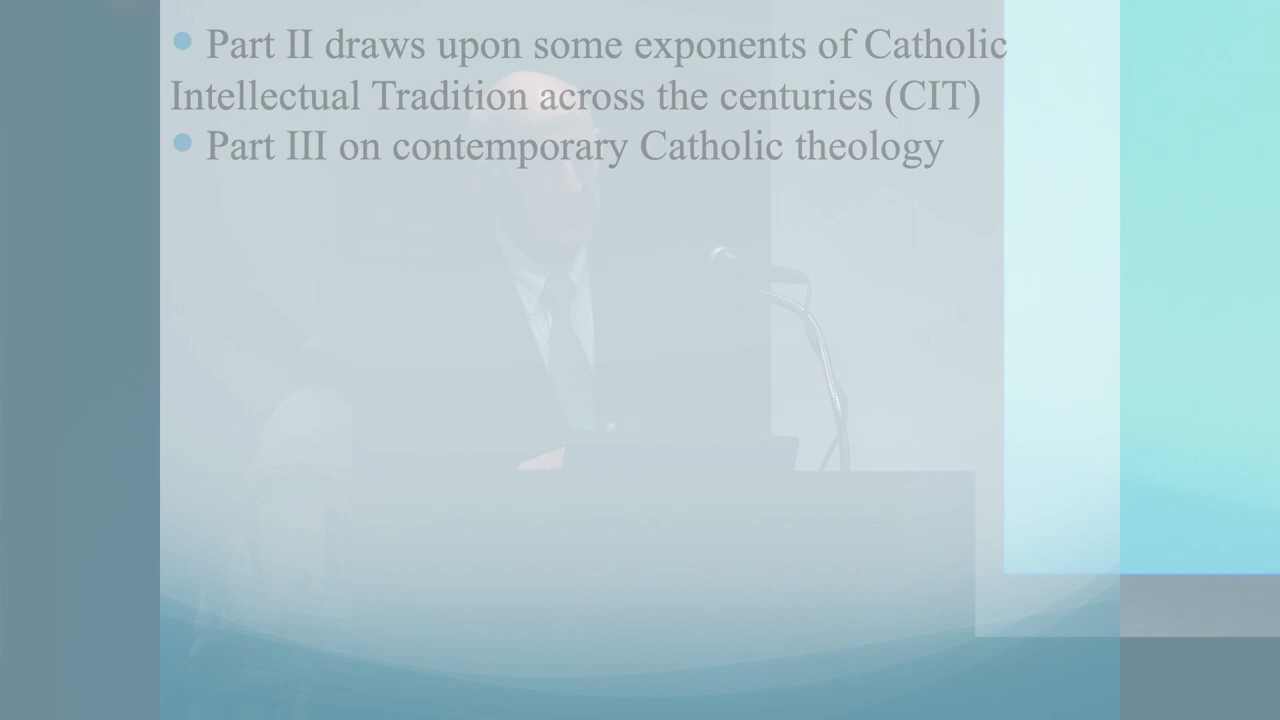 • Part II draws upon some exponents of Catholic
Intellectual Tradition across the centuries (CIT)
• Part III on contemporary Catholic theology